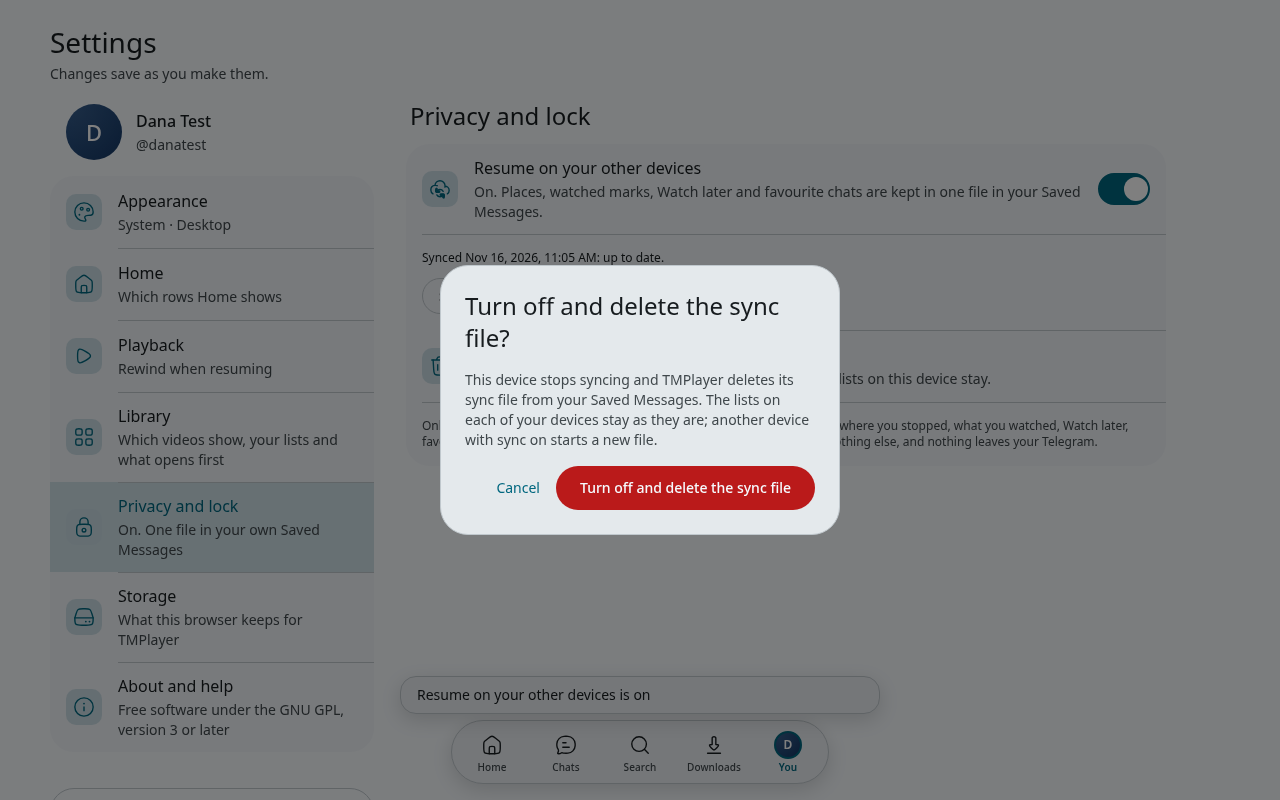 Settings
Changes save as you make them.
D
Dana Test
@danatest
Appearance
System · Desktop
Home
Which rows Home shows
Playback
Rewind when resuming
Library
Which videos show, your lists and
what opens first
Privacy and lock
On. One file in your own Saved
Messages
Storage
What this browser keeps for
TMPlayer
About and help
Free software under the GNU GPL,
version 3 or later
Privacy and lock
Resume on your other devices
On. Places, watched marks, Watch later and favourite chats are kept in one file in your Saved
Messages.
Synced Nov 16, 2026, 11:05 AM: up to date.
lists on this device stay.
where you stopped, what you watched, Watch later,
nothing leaves your Telegram.
Turn off and delete the sync
file?
This device stops syncing and TMPlayer deletes its
sync file from your Saved Messages. The lists on
each of your devices stay as they are; another device
with sync on starts a new file.
Cancel
Turn off and delete the sync file
Resume on your other devices is on
Home
Chats
Search
Downloads
D
You